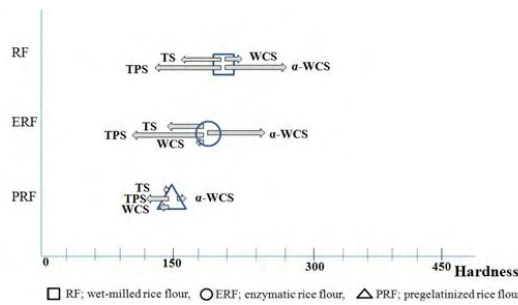 RF
TS
WCS
TPS
α-WCS
ERF
TS
TPS
α-WCS
WCS
PRF
TS
TPS
α-WCS
WCS
0 150 300 450 Hardness
RF; wet-milled rice flour, ERF; enzymatic rice flour, PRF; pregelatinized rice flour